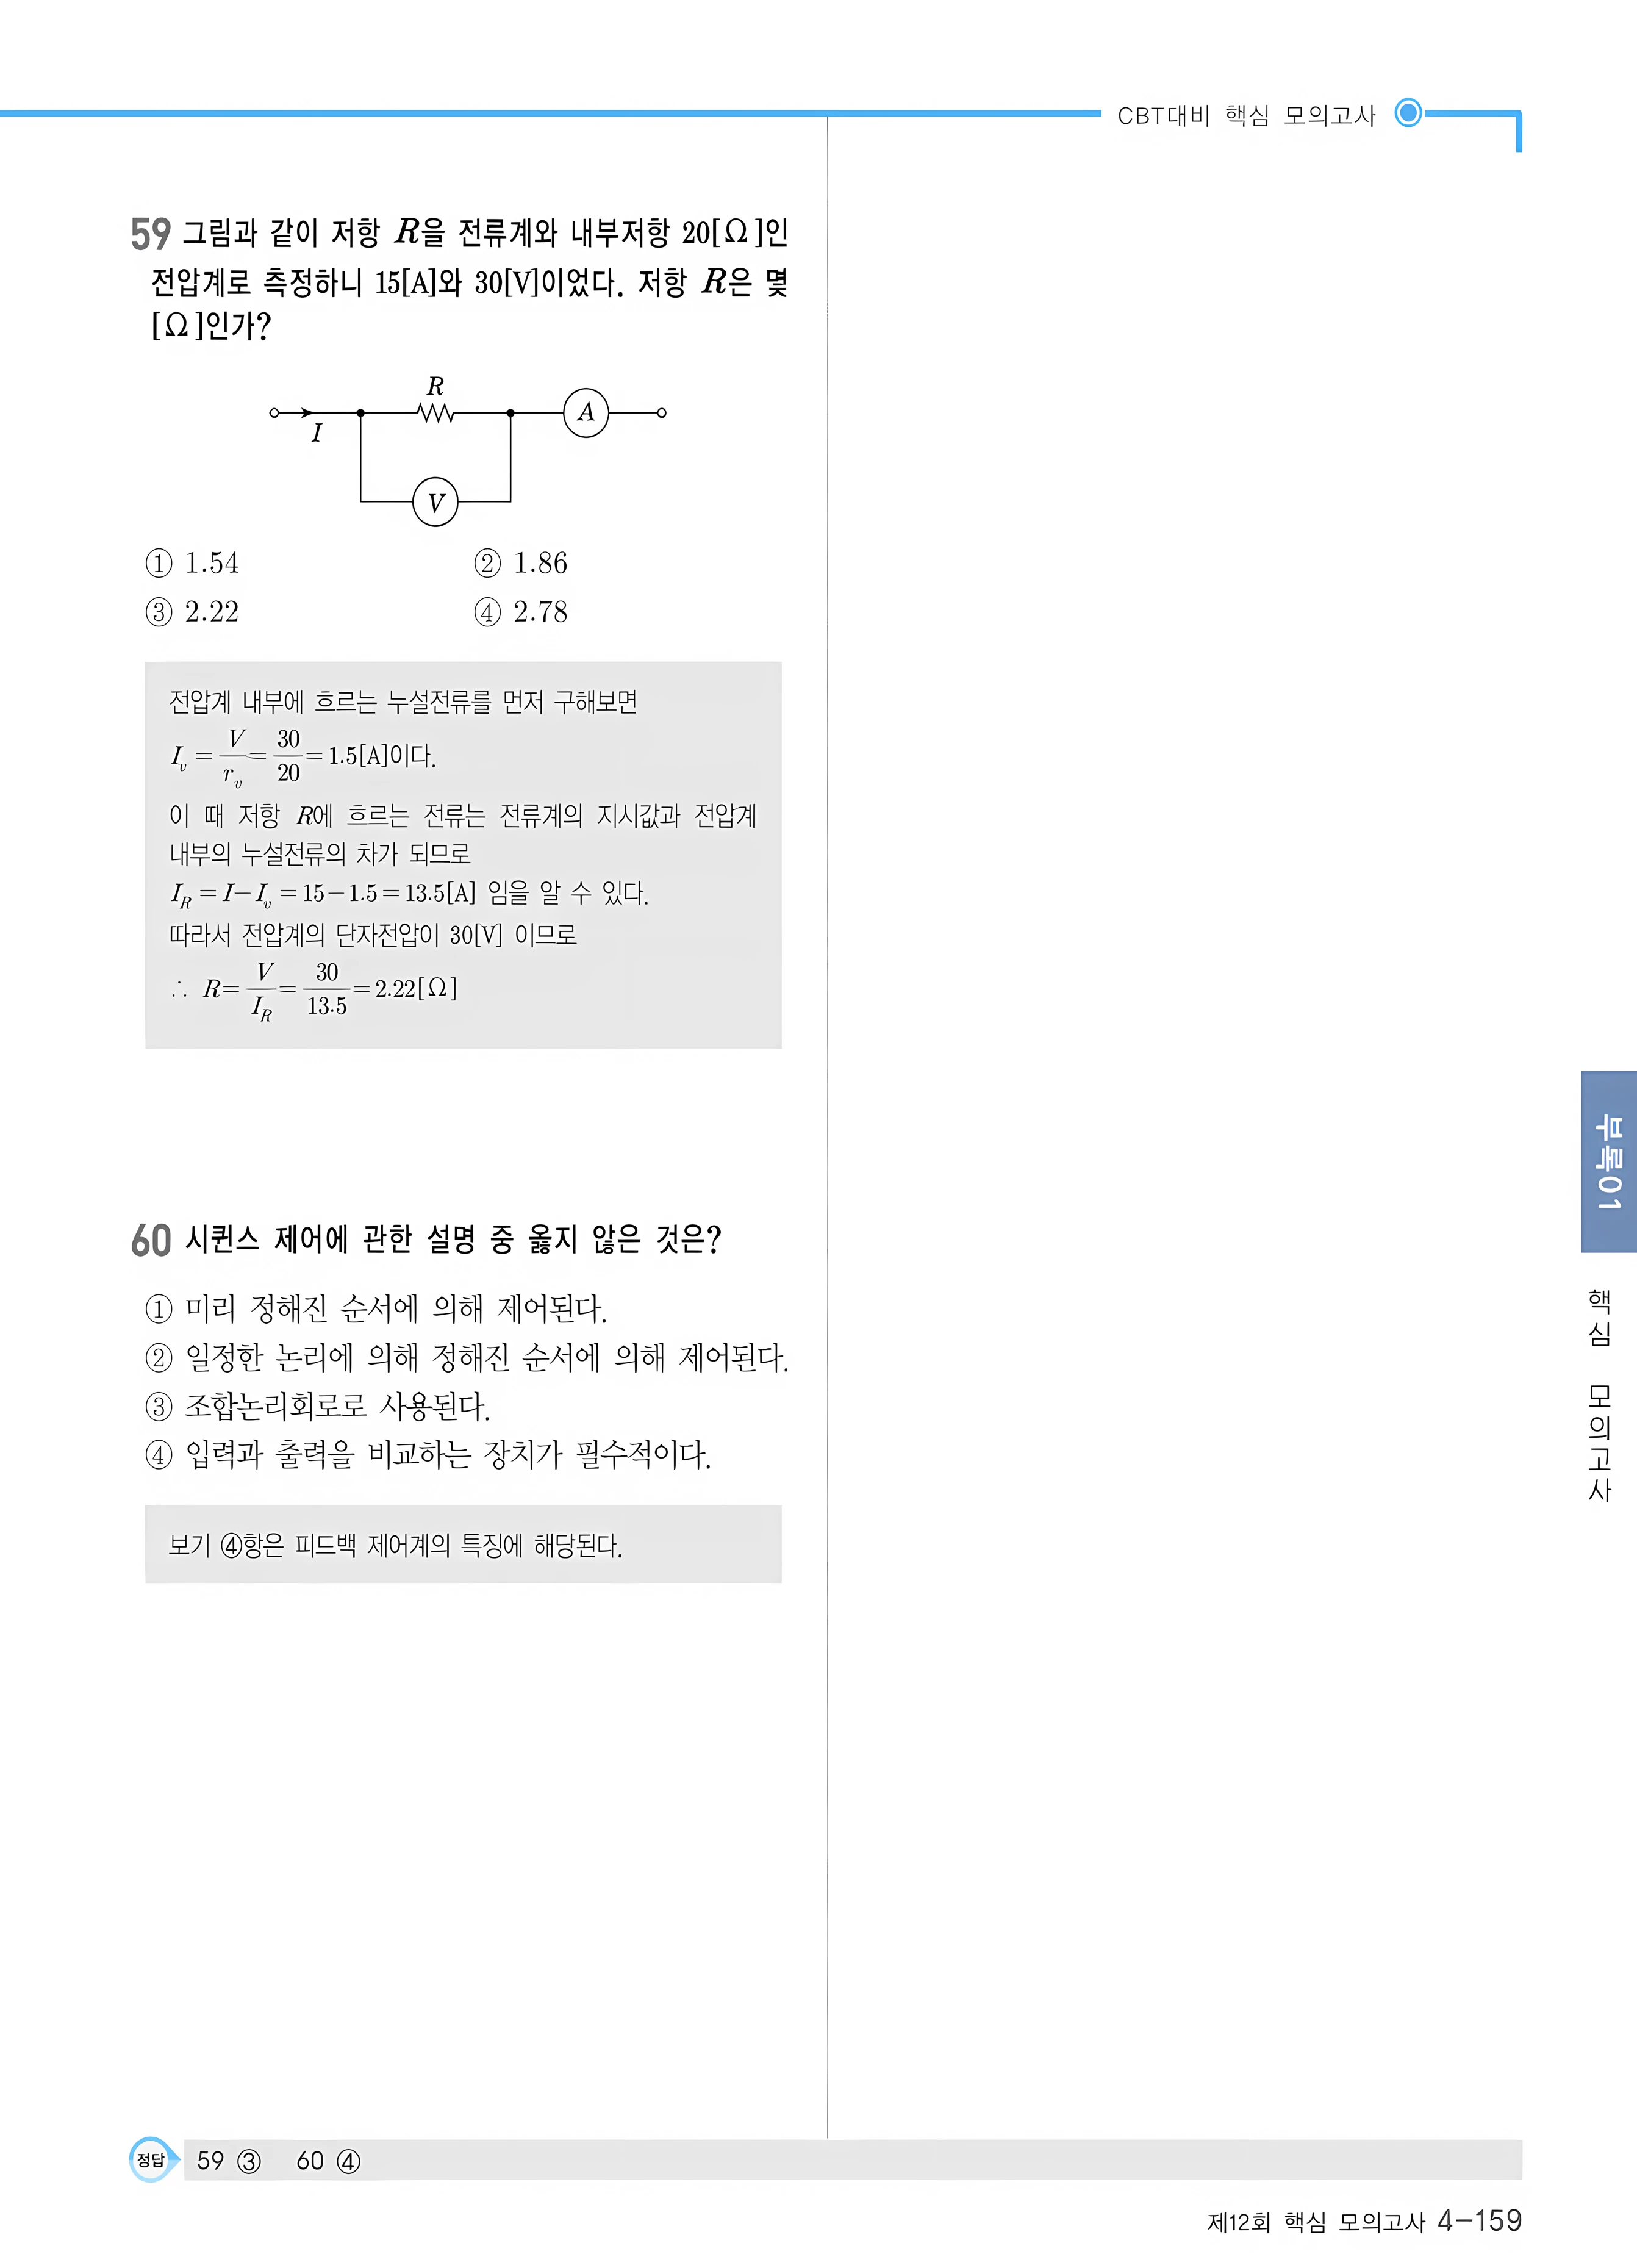 CBT대비 핵심 모의고사
59 그림과 같이 저항 R을 전류계와 내부저항 20[Ω]인
전압계로 측정하니 15[A]와 30[V]이었다. 저항 R은 몇
[Ω]인가?
R
I
A
V
① 1.54 ② 1.86
③ 2.22 ④ 2.78
전압계 내부에 흐르는 누설전류를 먼저 구해보면
I_v = V/r_v = 30/20 = 1.5[A]이다.
이 때 저항 R에 흐르는 전류는 전류계의 지시값과 전압계
내부의 누설전류의 차가 되므로
I_R = I − I_v = 15 − 1.5 = 13.5[A] 임을 알 수 있다.
따라서 전압계의 단자전압이 30[V] 이므로
∴ R = V/I_R = 30/13.5 = 2.22[Ω]
60 시퀀스 제어에 관한 설명 중 옳지 않은 것은?
① 미리 정해진 순서에 의해 제어된다.
② 일정한 논리에 의해 정해진 순서에 의해 제어된다.
③ 조합논리회로로 사용된다.
④ 입력과 출력을 비교하는 장치가 필수적이다.
보기 ④항은 피드백 제어계의 특징에 해당된다.
부록01
핵심 모의고사
정답 59 ③ 60 ④
제12회 핵심 모의고사 4-159